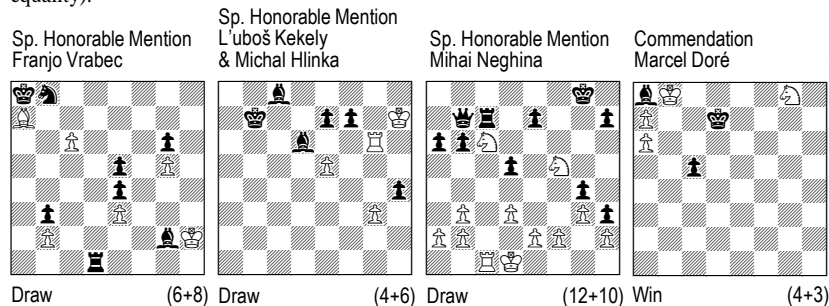 equality).
Sp. Honorable Mention
Franjo Vrabec
Sp. Honorable Mention
L'uboš Kekely
& Michal Hlinka
Sp. Honorable Mention
Mihai Neghina
Commendation
Marcel Doré
Draw (6+8)
Draw (4+6)
Draw (12+10)
Win (4+3)